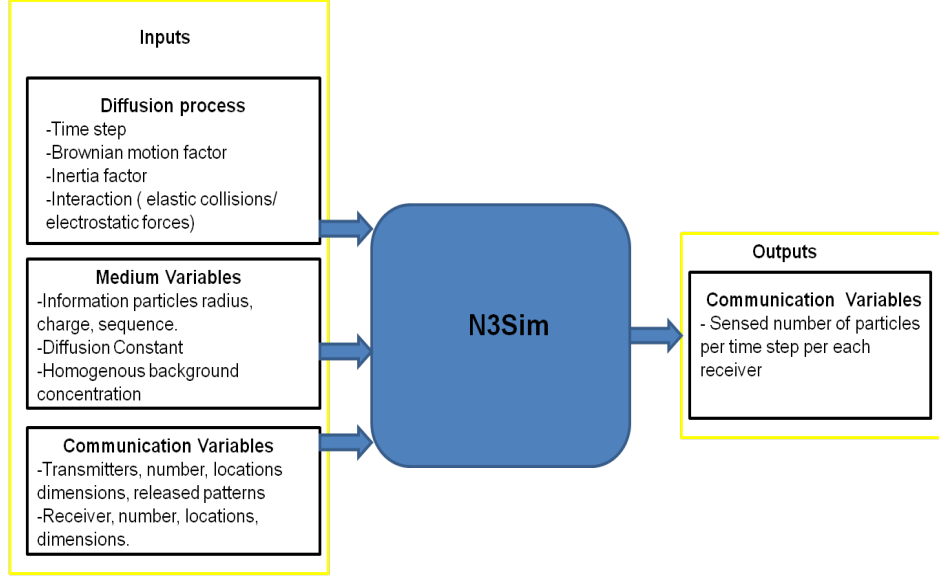 Inputs
Diffusion process
-Time step
-Brownian motion factor
-Inertia factor
-Interaction ( elastic collisions/
electrostatic forces)
Medium Variables
-Information particles radius,
charge, sequence.
-Diffusion Constant
-Homogenous background
concentration
Communication Variables
-Transmitters, number, locations
dimensions, released patterns
-Receiver, number, locations,
dimensions.
N3Sim
Outputs
Communication Variables
- Sensed number of particles
per time step per each
receiver